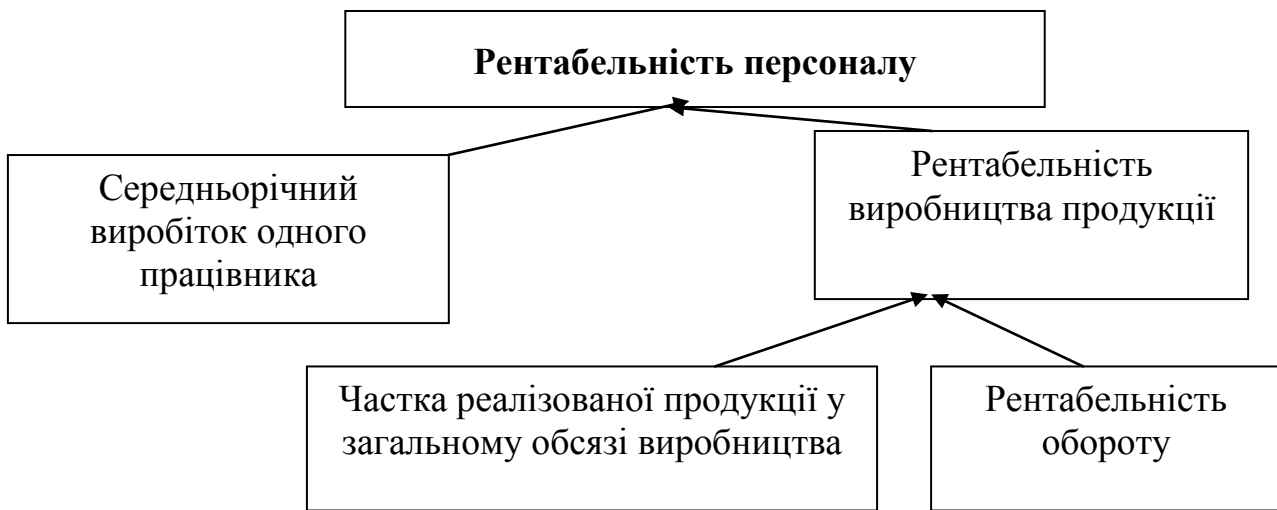 Рентабельність персоналу
Середньорічний
виробіток одного
працівника
Рентабельність
виробництва продукції
Частка реалізованої продукції у
загальному обсязі виробництва
Рентабельність
обороту